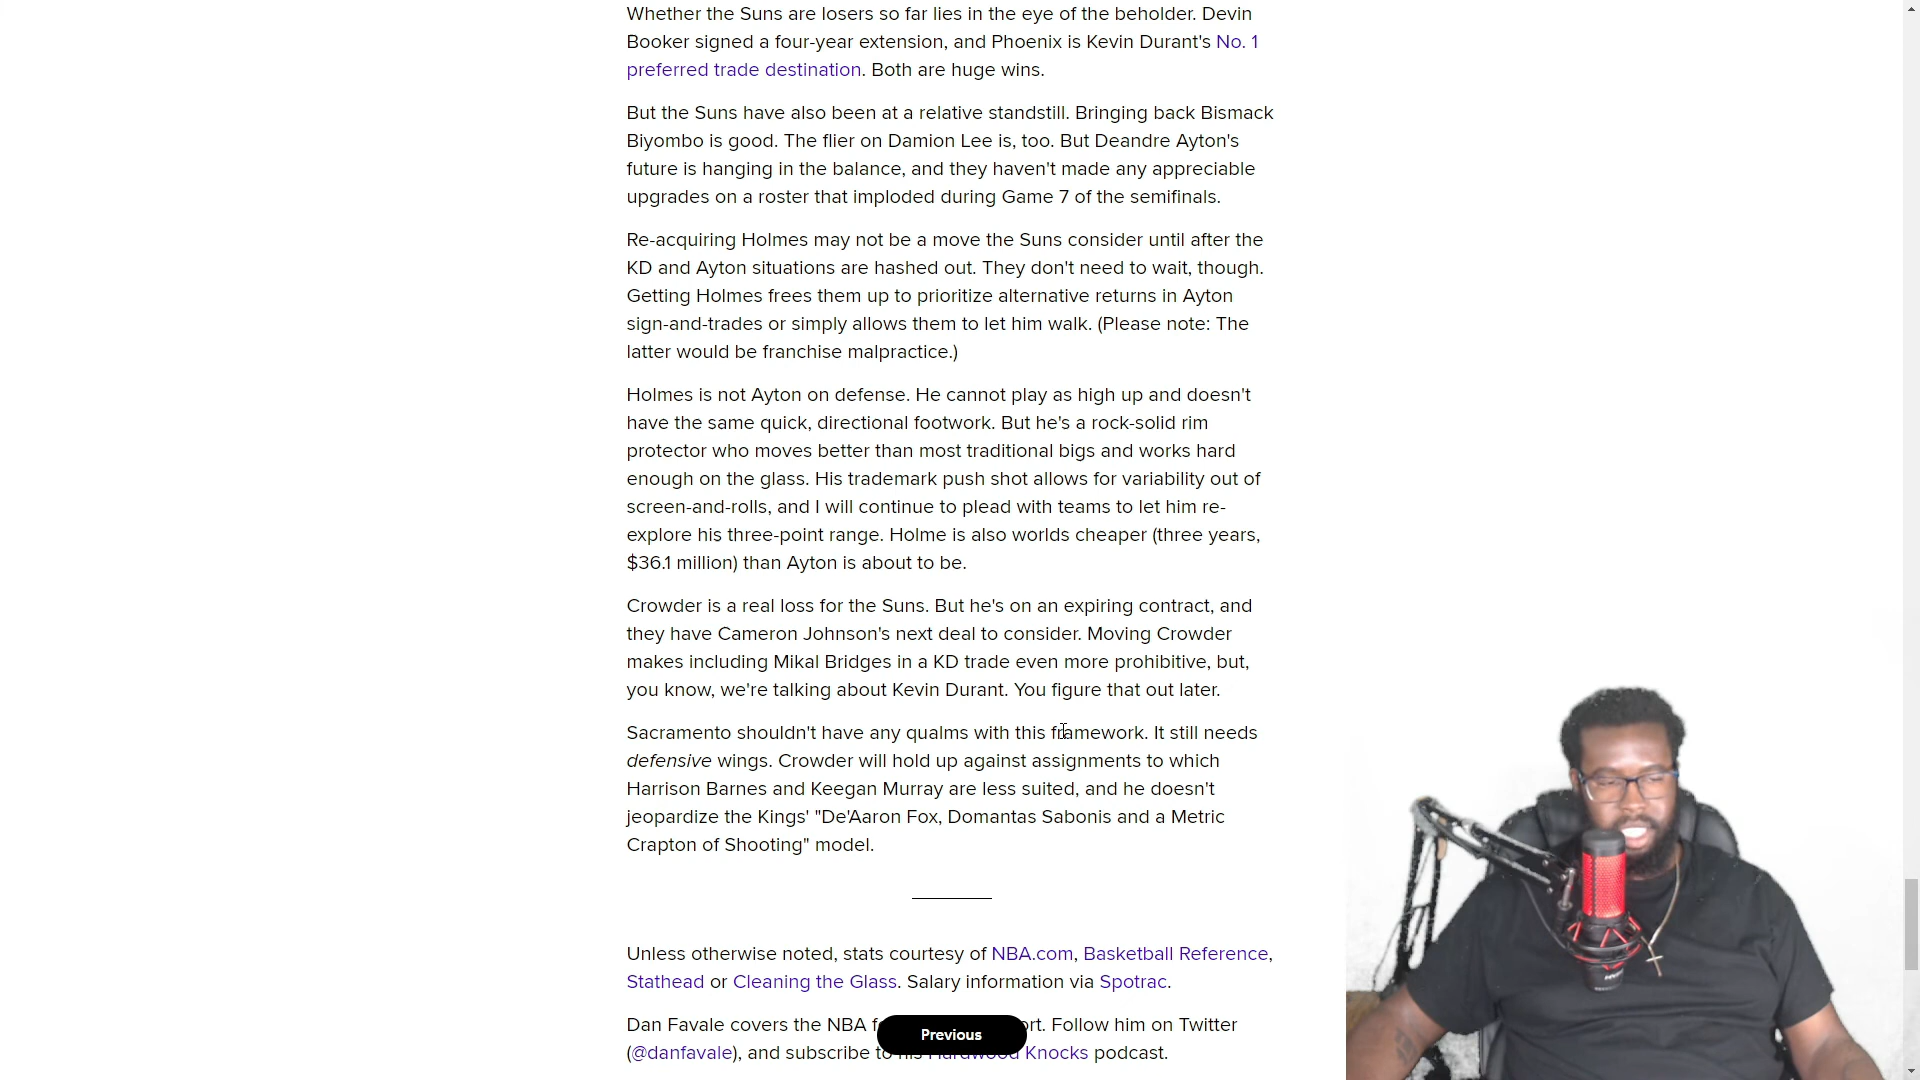 Whether the Suns are losers so far lies in the eye of the beholder. Devin
Booker signed a four-year extension, and Phoenix is Kevin Durant's No. 1
preferred trade destination. Both are huge wins.
But the Suns have also been at a relative standstill. Bringing back Bismack
Biyombo is good. The flier on Damion Lee is, too. But Deandre Ayton's
future is hanging in the balance, and they haven't made any appreciable
upgrades on a roster that imploded during Game 7 of the semifinals.
Re-acquiring Holmes may not be a move the Suns consider until after the
KD and Ayton situations are hashed out. They don't need to wait, though.
Getting Holmes frees them up to prioritize alternative returns in Ayton
sign-and-trades or simply allows them to let him walk. (Please note: The
latter would be franchise malpractice.)
Holmes is not Ayton on defense. He cannot play as high up and doesn't
have the same quick, directional footwork. But he's a rock-solid rim
protector who moves better than most traditional bigs and works hard
enough on the glass. His trademark push shot allows for variability out of
screen-and-rolls, and I will continue to plead with teams to let him re-
explore his three-point range. Holme is also worlds cheaper (three years,
$36.1 million) than Ayton is about to be.
Crowder is a real loss for the Suns. But he's on an expiring contract, and
they have Cameron Johnson's next deal to consider. Moving Crowder
makes including Mikal Bridges in a KD trade even more prohibitive, but,
you know, we're talking about Kevin Durant. You figure that out later.
Sacramento shouldn't have any qualms with this framework. It still needs
defensive wings. Crowder will hold up against assignments to which
Harrison Barnes and Keegan Murray are less suited, and he doesn't
jeopardize the Kings' "De'Aaron Fox, Domantas Sabonis and a Metric
Crapton of Shooting" model.
Unless otherwise noted, stats courtesy of NBA.com, Basketball Reference,
Stathead or Cleaning the Glass. Salary information via Spotrac.
Dan Favale covers the NBA Follow him on Twitter
Previous
(@danfavale), and subscribe to his Hardwood Knocks podcast.